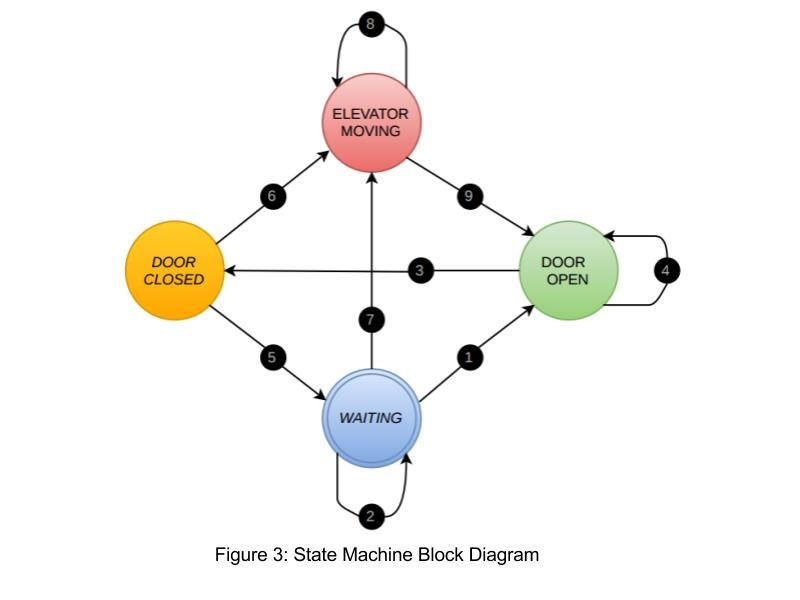 8
ELEVATOR
MOVING
6
9
DOOR
CLOSED
3
DOOR
OPEN
4
7
5
1
WAITING
2
Figure 3: State Machine Block Diagram